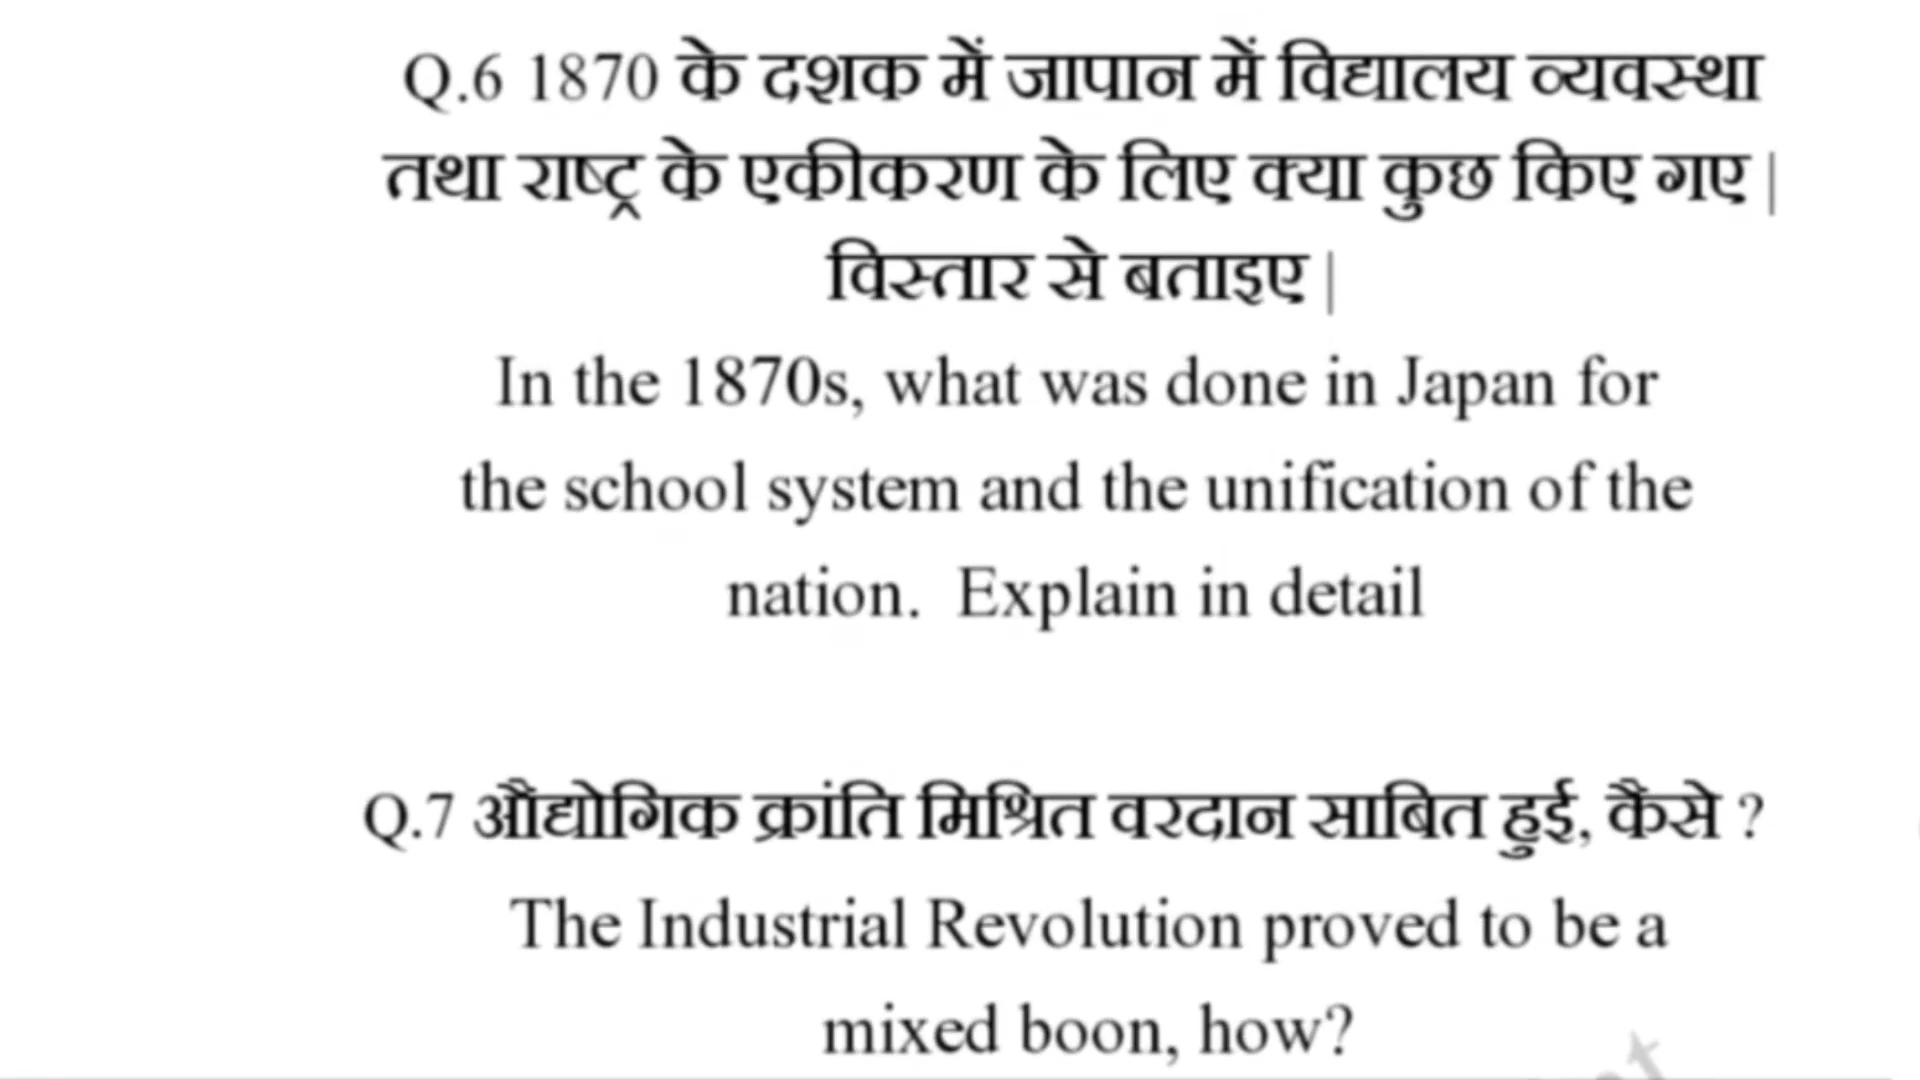 Q.6 1870 के दशक में जापान में विद्यालय व्यवस्था
तथा राष्ट्र के एकीकरण के लिए क्या कुछ किए गए |
विस्तार से बताइए |
In the 1870s, what was done in Japan for
the school system and the unification of the
nation.  Explain in detail
Q.7 औद्योगिक क्रांति मिश्रित वरदान साबित हुई, कैसे ?
The Industrial Revolution proved to be a
mixed boon, how?